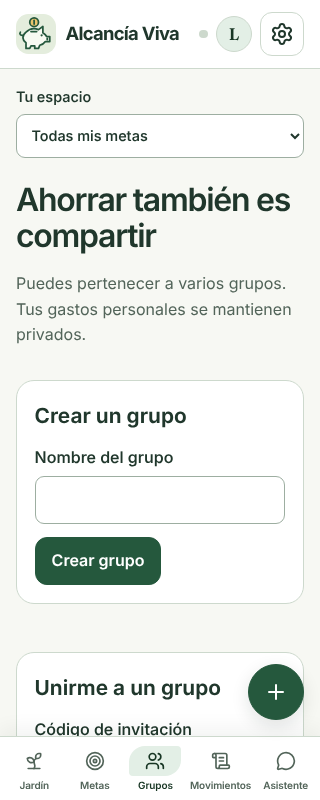 Alcancía Viva
L
Tu espacio
Todas mis metas
Ahorrar también es
compartir
Puedes pertenecer a varios grupos.
Tus gastos personales se mantienen
privados.
Crear un grupo
Nombre del grupo
Crear grupo
Unirme a un grupo
Código de invitación
Jardín
Metas
Grupos
Movimientos
Asistente